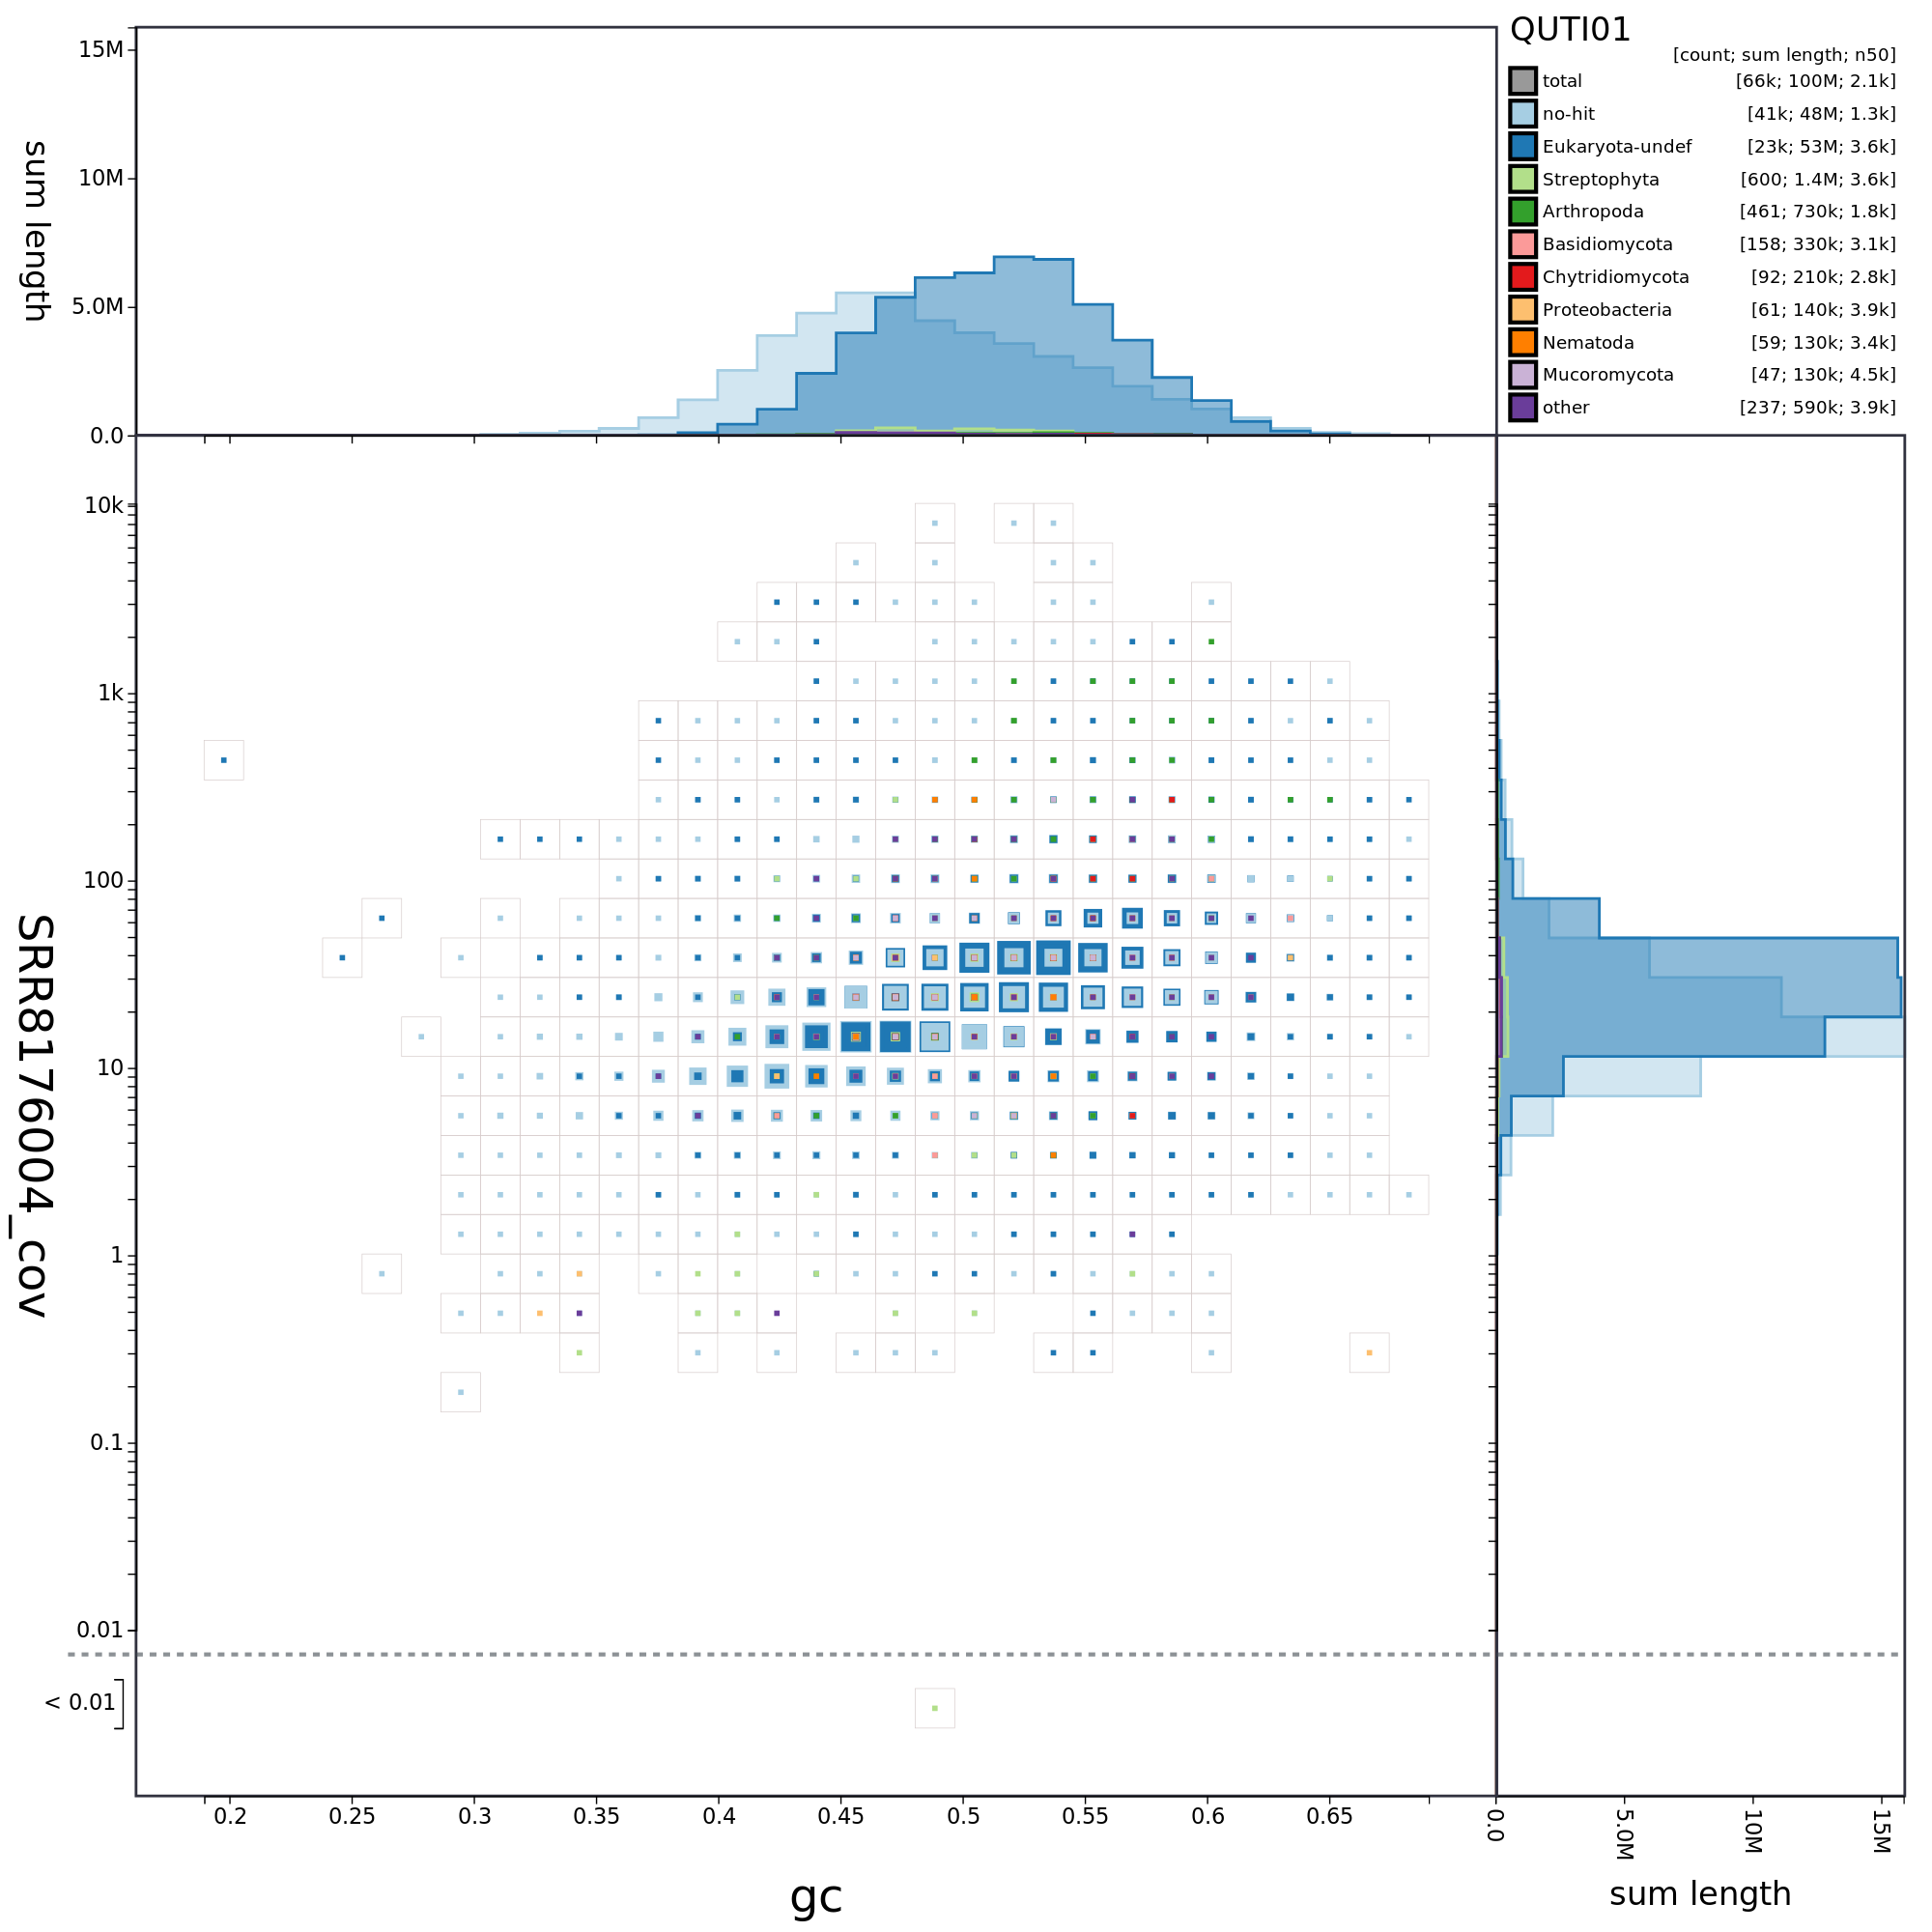 QUTI01
[count; sum length; n50]
total [66k; 100M; 2.1k]
no-hit [41k; 48M; 1.3k]
Eukaryota-undef [23k; 53M; 3.6k]
Streptophyta [600; 1.4M; 3.6k]
Arthropoda [461; 730k; 1.8k]
Basidiomycota [158; 330k; 3.1k]
Chytridiomycota [92; 210k; 2.8k]
Proteobacteria [61; 140k; 3.9k]
Nematoda [59; 130k; 3.4k]
Mucoromycota [47; 130k; 4.5k]
other [237; 590k; 3.9k]
sum length
15M
10M
5.0M
0.0
SRR8176004_cov
10k
1k
100
10
1
0.1
0.01
< 0.01
0.2 0.25 0.3 0.35 0.4 0.45 0.5 0.55 0.6 0.65
gc
0.0 5.0M 10M 15M
sum length